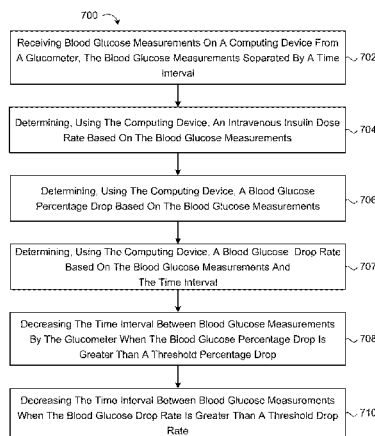 700
Receiving Blood Glucose Measurements On A Computing Device From
A Glucometer, The Blood Glucose Measurements Separated By A Time
Interval
702
Determining, Using The Computing Device, An Intravenous Insulin Dose
Rate Based On The Blood Glucose Measurements
704
Determining, Using The Computing Device, A Blood Glucose
Percentage Drop Based On The Blood Glucose Measurements
706
Determining, Using The Computing Device, A Blood Glucose Drop Rate
Based On The Blood Glucose Measurements And
The Time Interval
707
Decreasing The Time Interval Between Blood Glucose Measurements
By The Glucometer When The Blood Glucose Percentage Drop Is
Greater Than A Threshold Percentage Drop
708
Decreasing The Time Interval Between Blood Glucose Measurements
When The Blood Glucose Drop Rate Is Greater Than A Threshold Drop
Rate
710